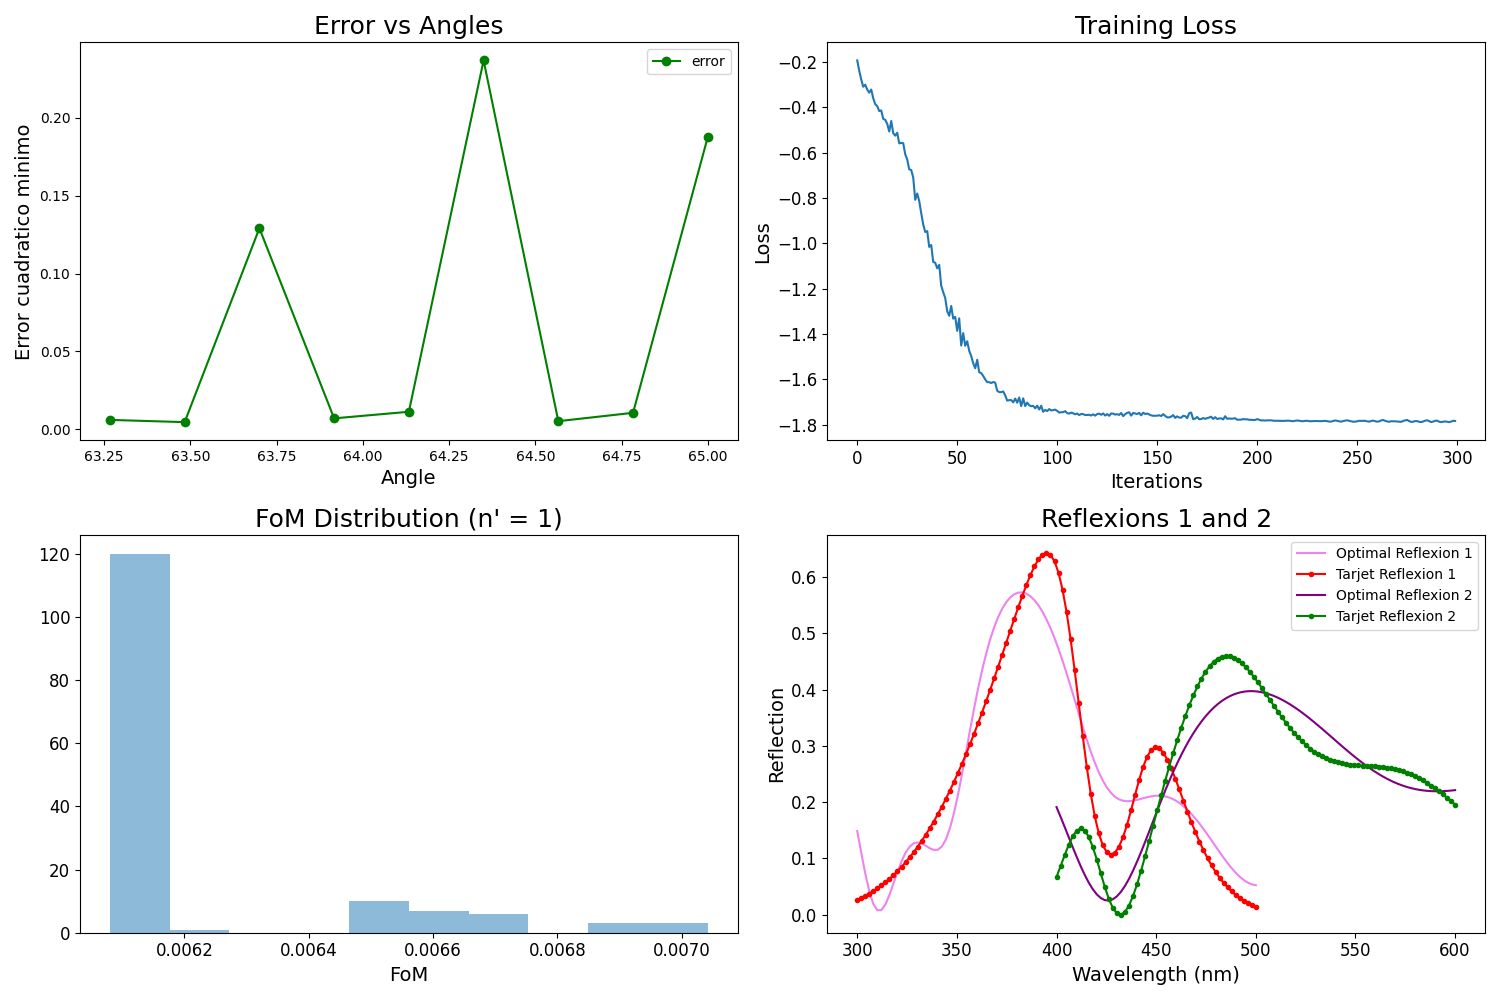 Error vs Angles
error
Error cuadratico minimo
0.20
0.15
0.10
0.05
0.00
63.25 63.50 63.75 64.00 64.25 64.50 64.75 65.00
Angle
Training Loss
Loss
−0.2
−0.4
−0.6
−0.8
−1.0
−1.2
−1.4
−1.6
−1.8
0 50 100 150 200 250 300
Iterations
FoM Distribution (n' = 1)
120
100
80
60
40
20
0
0.0062 0.0064 0.0066 0.0068 0.0070
FoM
Reflexions 1 and 2
Optimal Reflexion 1
Tarjet Reflexion 1
Optimal Reflexion 2
Tarjet Reflexion 2
Reflection
0.6
0.5
0.4
0.3
0.2
0.1
0.0
300 350 400 450 500 550 600
Wavelength (nm)